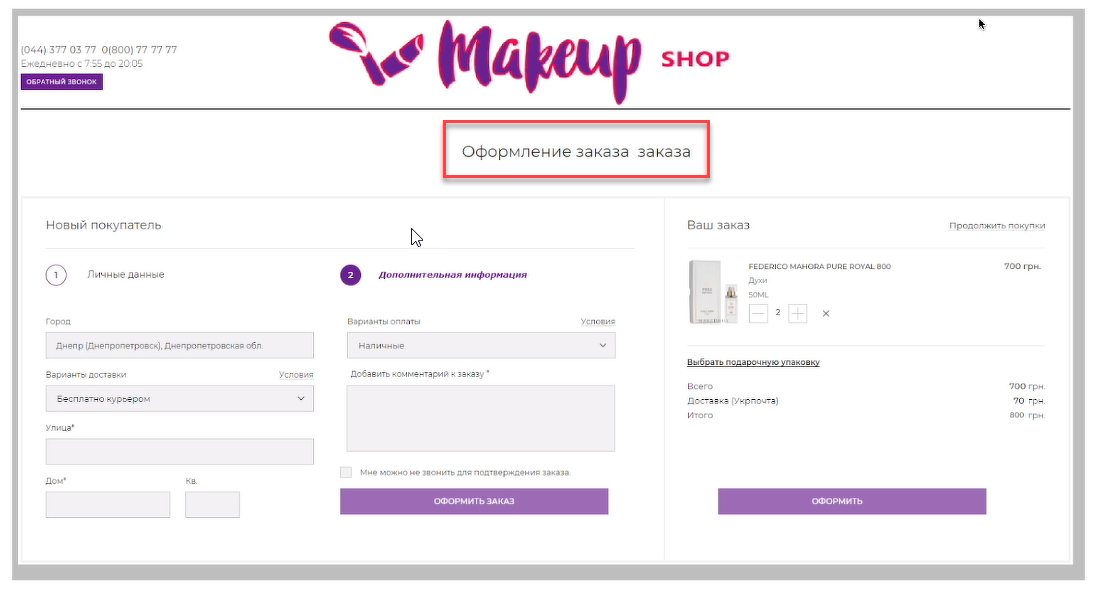 (044) 377 03 77 0(800) 77 77 77
Ежедневно с 7:55 до 20:05
ОБРАТНЫЙ ЗВОНОК
Makeup SHOP
Оформление заказа заказа
Новый покупатель
1 Личные данные
2 Дополнительная информация
Город
Днепр (Днепропетровск), Днепропетровская обл.
Варианты доставки Условия
Бесплатно курьером
Улица*
Дом* Кв.
Варианты оплаты Условия
Наличные
Добавить комментарий к заказу *
Мне можно не звонить для подтверждения заказа.
ОФОРМИТЬ ЗАКАЗ
Ваш заказ Продолжить покупки
FEDERICO MAHORA PURE ROYAL 800 700 грн.
Духи
50ML
2
Выбрать подарочную упаковку
Всего 700 грн.
Доставка (Укрпочта) 70 грн.
Итого 800 грн.
ОФОРМИТЬ